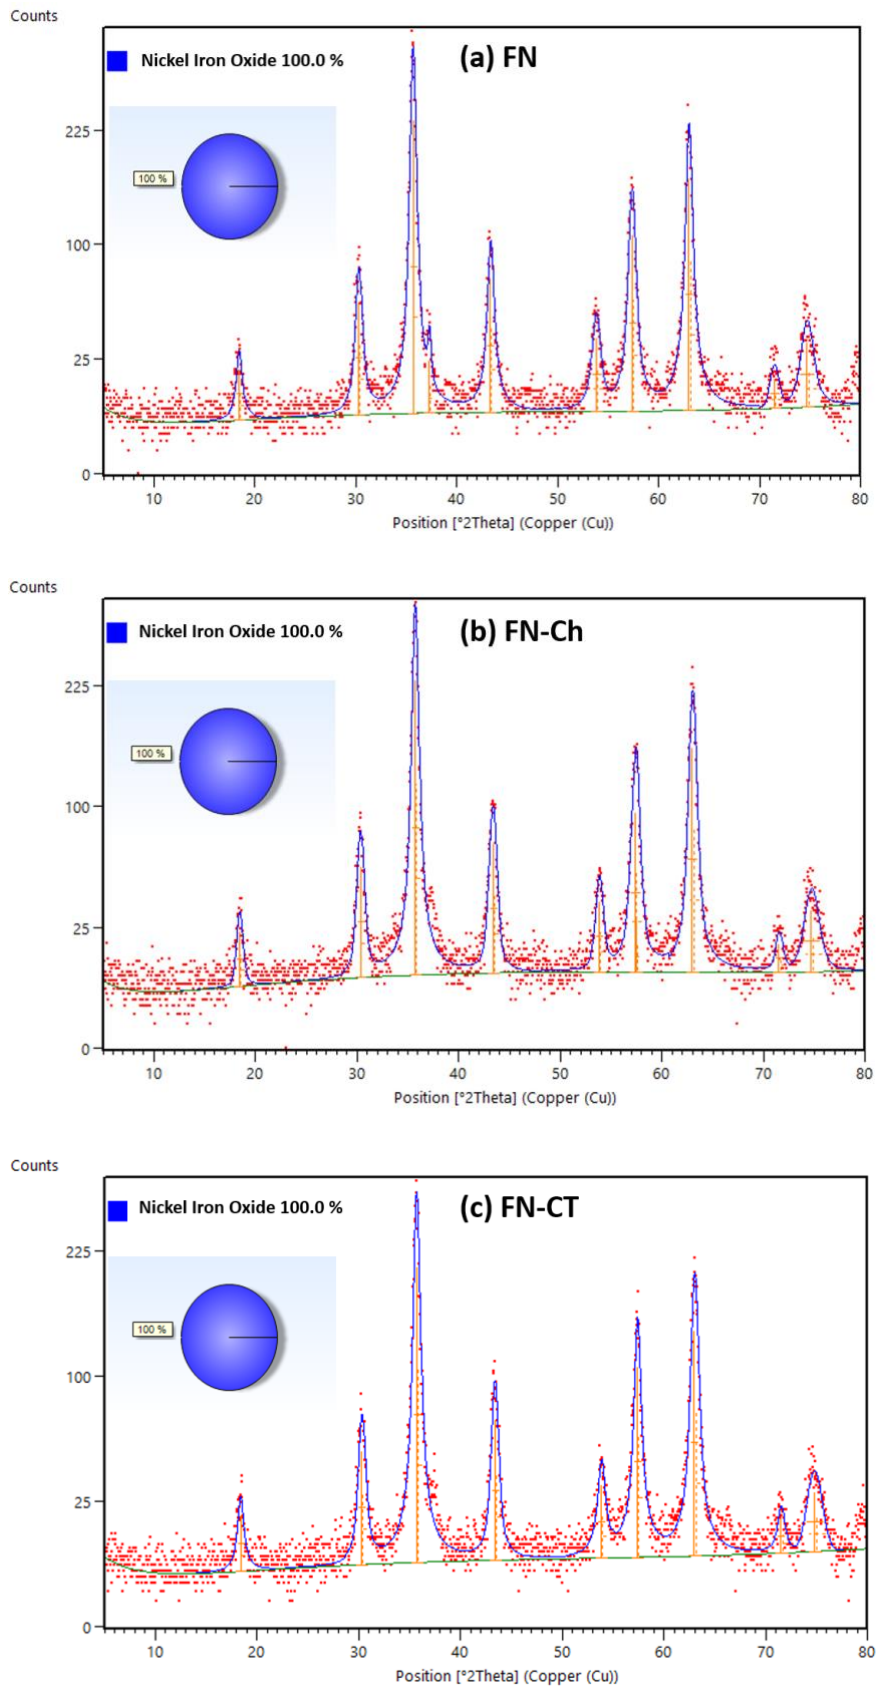 Counts
Nickel Iron Oxide 100.0 %
(a) FN
100 %
225
100
25
0
10 20 30 40 50 60 70 80
Position [°2Theta] (Copper (Cu))
Counts
Nickel Iron Oxide 100.0 %
(b) FN-Ch
100 %
225
100
25
0
10 20 30 40 50 60 70 80
Position [°2Theta] (Copper (Cu))
Counts
Nickel Iron Oxide 100.0 %
(c) FN-CT
100 %
225
100
25
0
10 20 30 40 50 60 70 80
Position [°2Theta] (Copper (Cu))